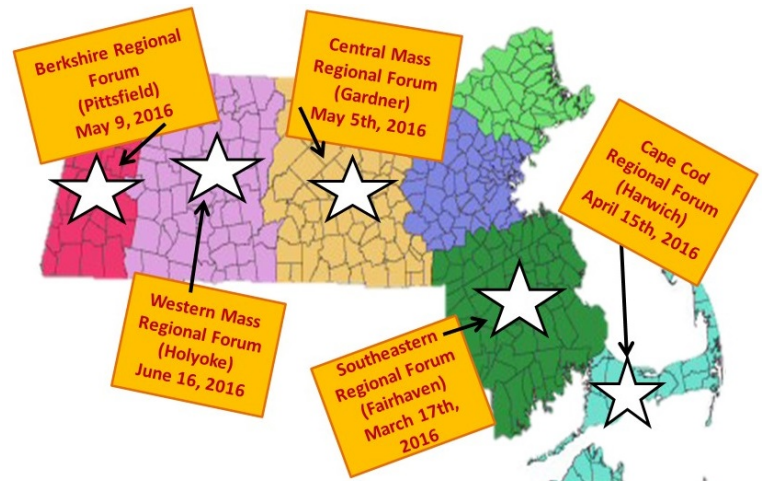 Berkshire Regional
Forum
(Pittsfield)
May 9, 2016
Central Mass
Regional Forum
(Gardner)
May 5th, 2016
Cape Cod
Regional Forum
(Harwich)
April 15th, 2016
Western Mass
Regional Forum
(Holyoke)
June 16, 2016
Southeastern
Regional Forum
(Fairhaven)
March 17th,
2016